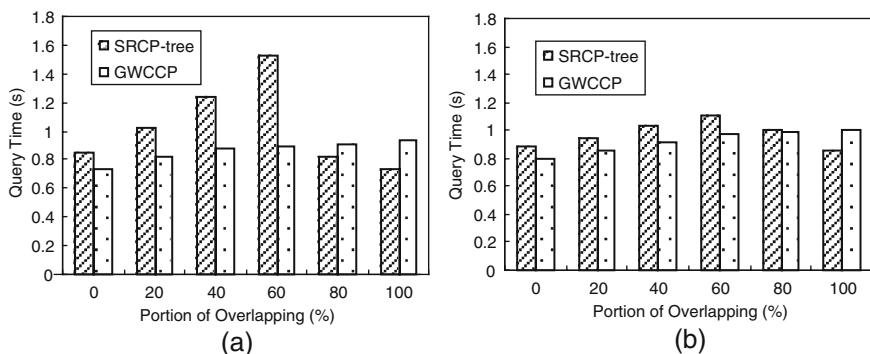 1.8
1.6
1.4
1.2
1
0.8
0.6
0.4
0.2
0
Query Time (s)
SRCP-tree
GWCCP
0 20 40 60 80 100
Portion of Overlapping (%)
(a)
1.8
1.6
1.4
1.2
1
0.8
0.6
0.4
0.2
0
Query Time (s)
SRCP-tree
GWCCP
0 20 40 60 80 100
Portion of Overlapping (%)
(b)